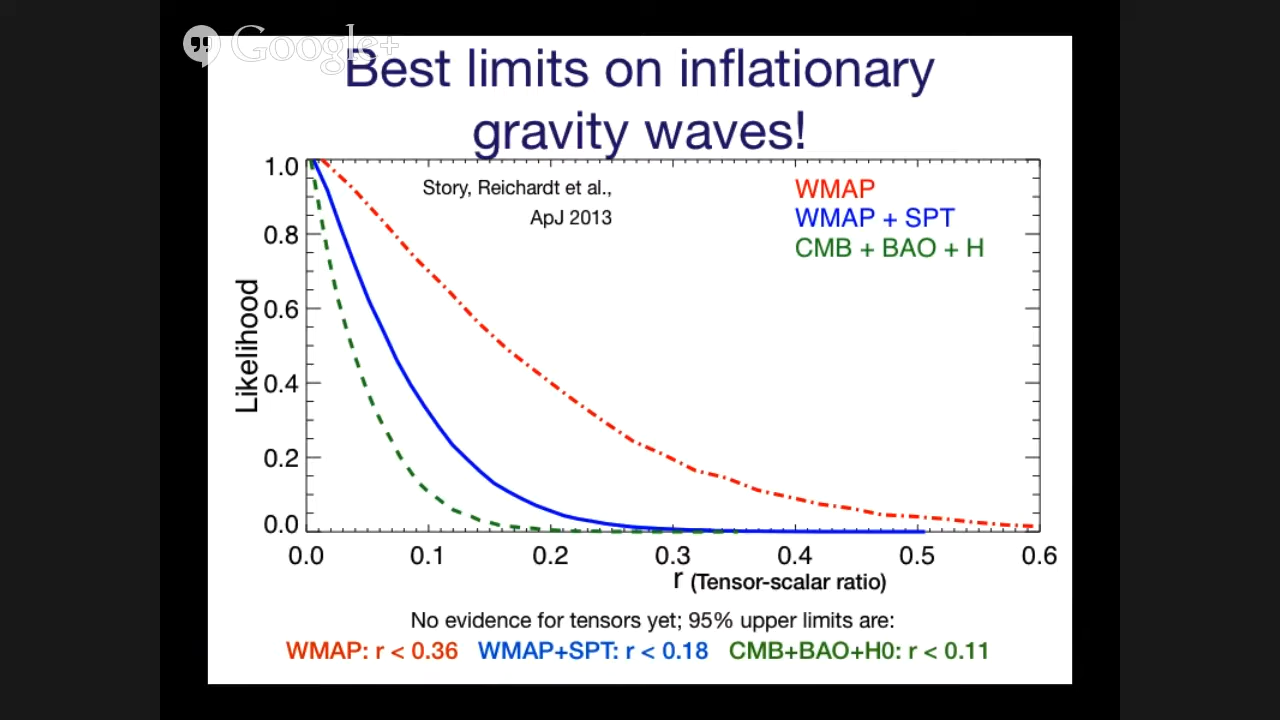 Google+
Best limits on inflationary
gravity waves!
Story, Reichardt et al.,
ApJ 2013
WMAP
WMAP + SPT
CMB + BAO + H
Likelihood
1.0
0.8
0.6
0.4
0.2
0.0
0.0 0.1 0.2 0.3 0.4 0.5 0.6
r (Tensor-scalar ratio)
No evidence for tensors yet; 95% upper limits are:
WMAP: r < 0.36 WMAP+SPT: r < 0.18 CMB+BAO+H0: r < 0.11